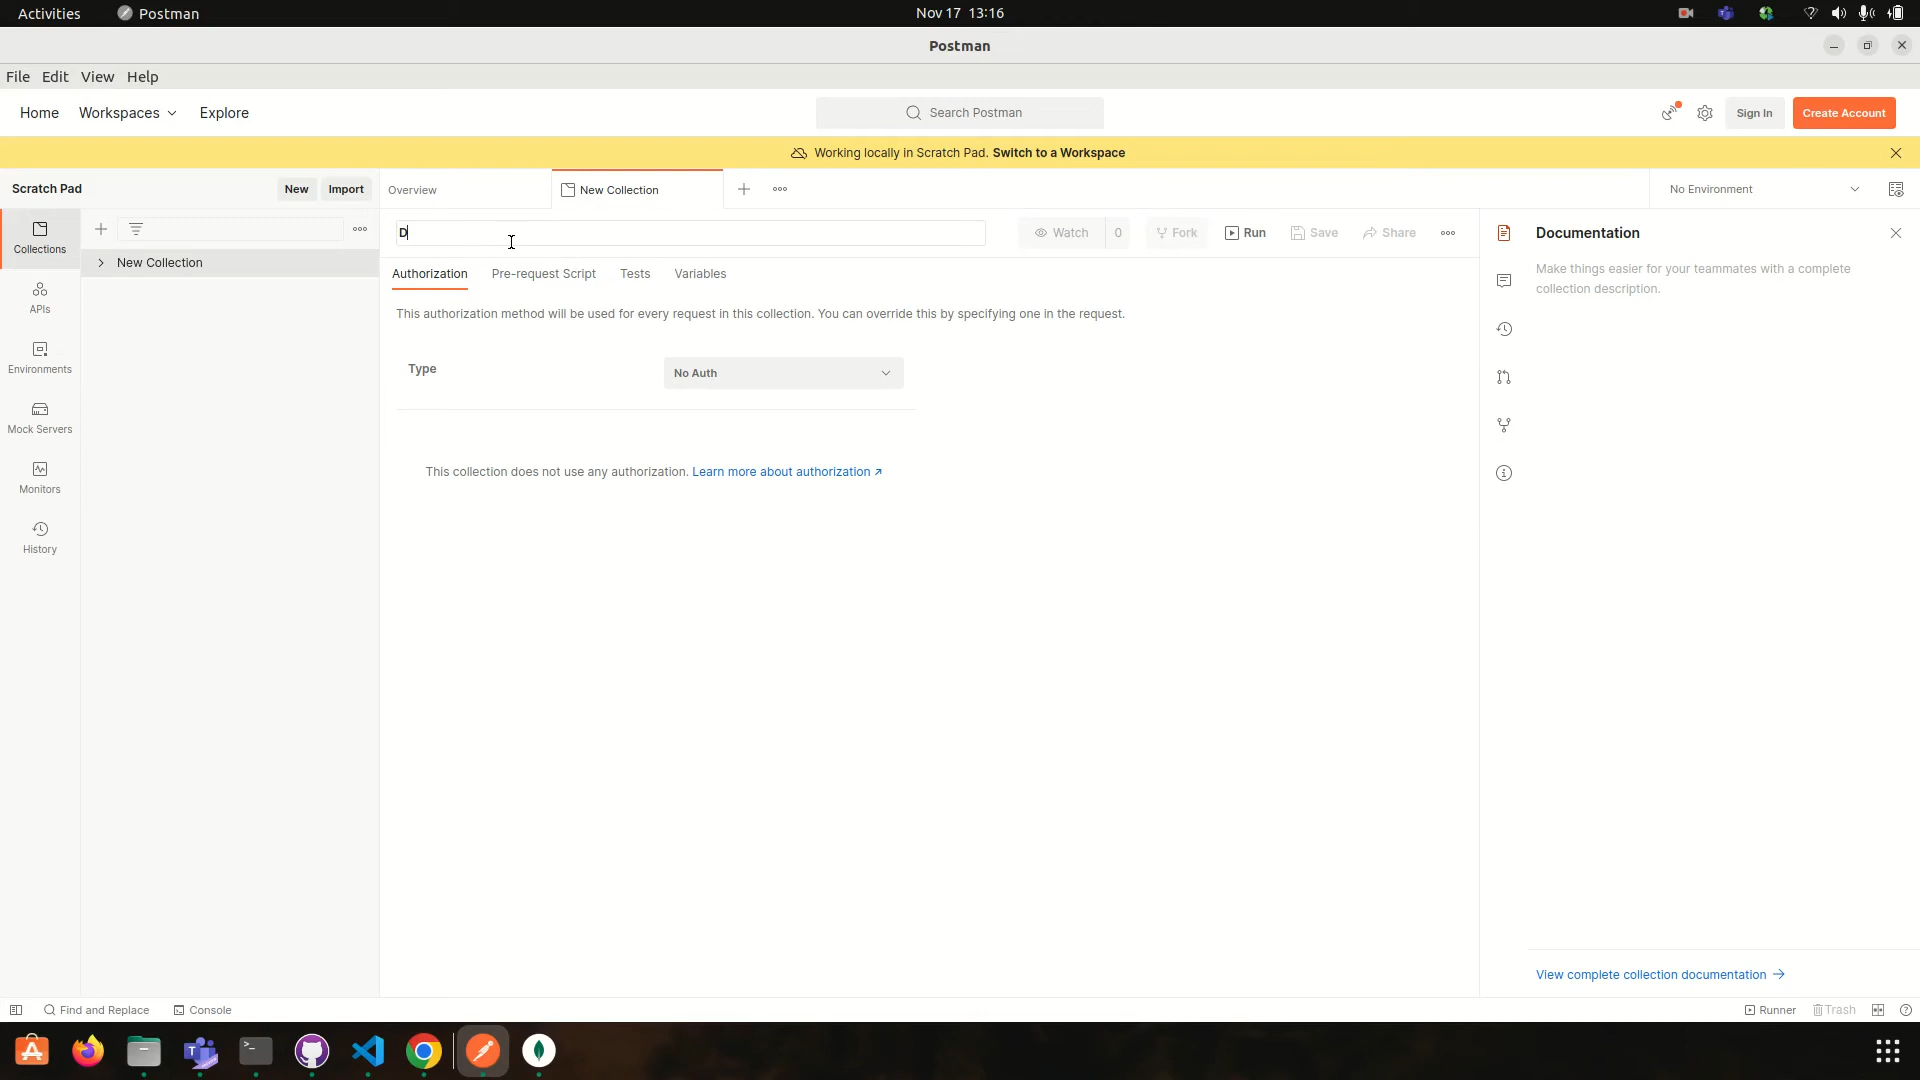 Activities Postman Nov 17 13:16
Postman
File Edit View Help
Home Workspaces Explore Search Postman Sign In Create Account
Working locally in Scratch Pad. Switch to a Workspace
Scratch Pad New Import Overview New Collection No Environment
Collections
APIs
Environments
Mock Servers
Monitors
History
New Collection
D
Watch 0 Fork Run Save Share
Authorization Pre-request Script Tests Variables
This authorization method will be used for every request in this collection. You can override this by specifying one in the request.
Type No Auth
This collection does not use any authorization. Learn more about authorization ↗
Documentation
Make things easier for your teammates with a complete
collection description.
View complete collection documentation →
Find and Replace Console Runner Trash